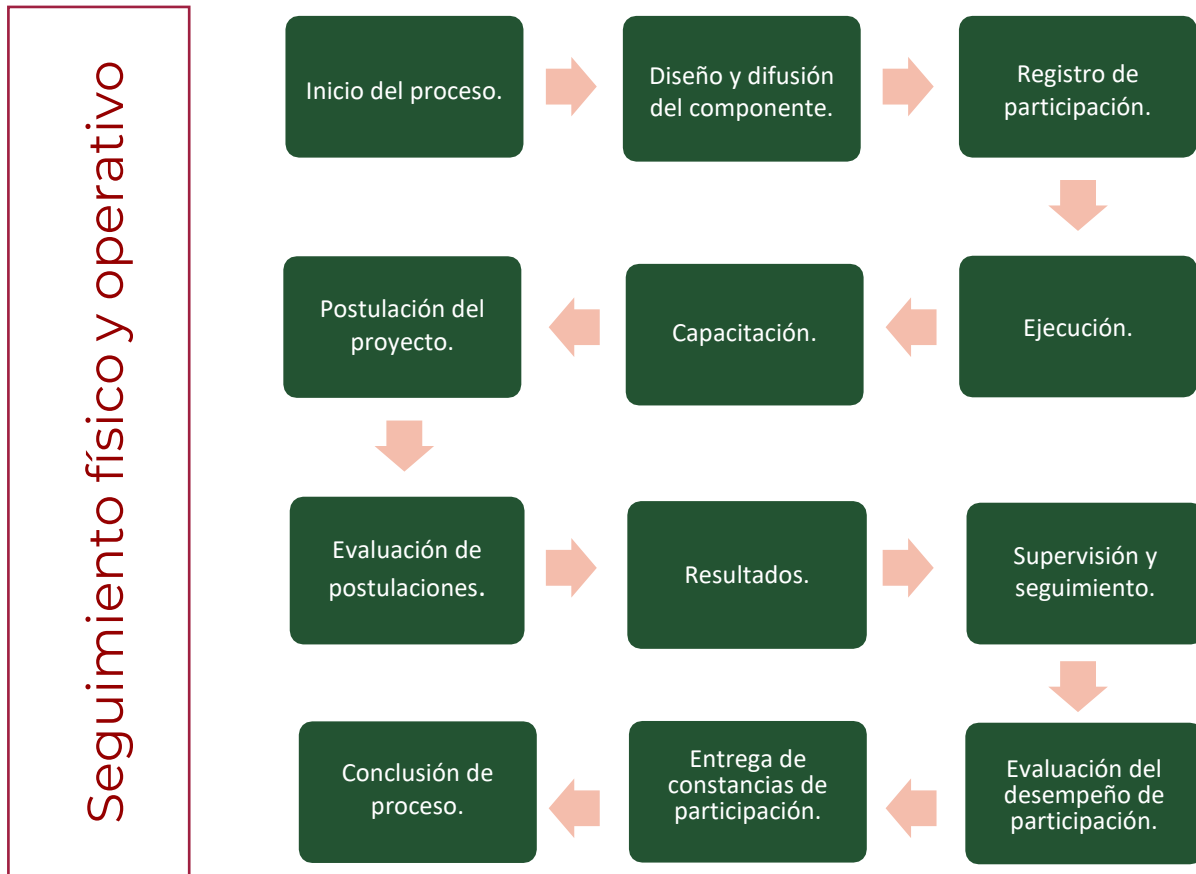 Seguimiento físico y operativo
Inicio del proceso.
Diseño y difusión
del componente.
Registro de
participación.
Ejecución.
Capacitación.
Postulación del
proyecto.
Evaluación de
postulaciones.
Resultados.
Supervisión y
seguimiento.
Evaluación del
desempeño de
participación.
Entrega de
constancias de
participación.
Conclusión de
proceso.